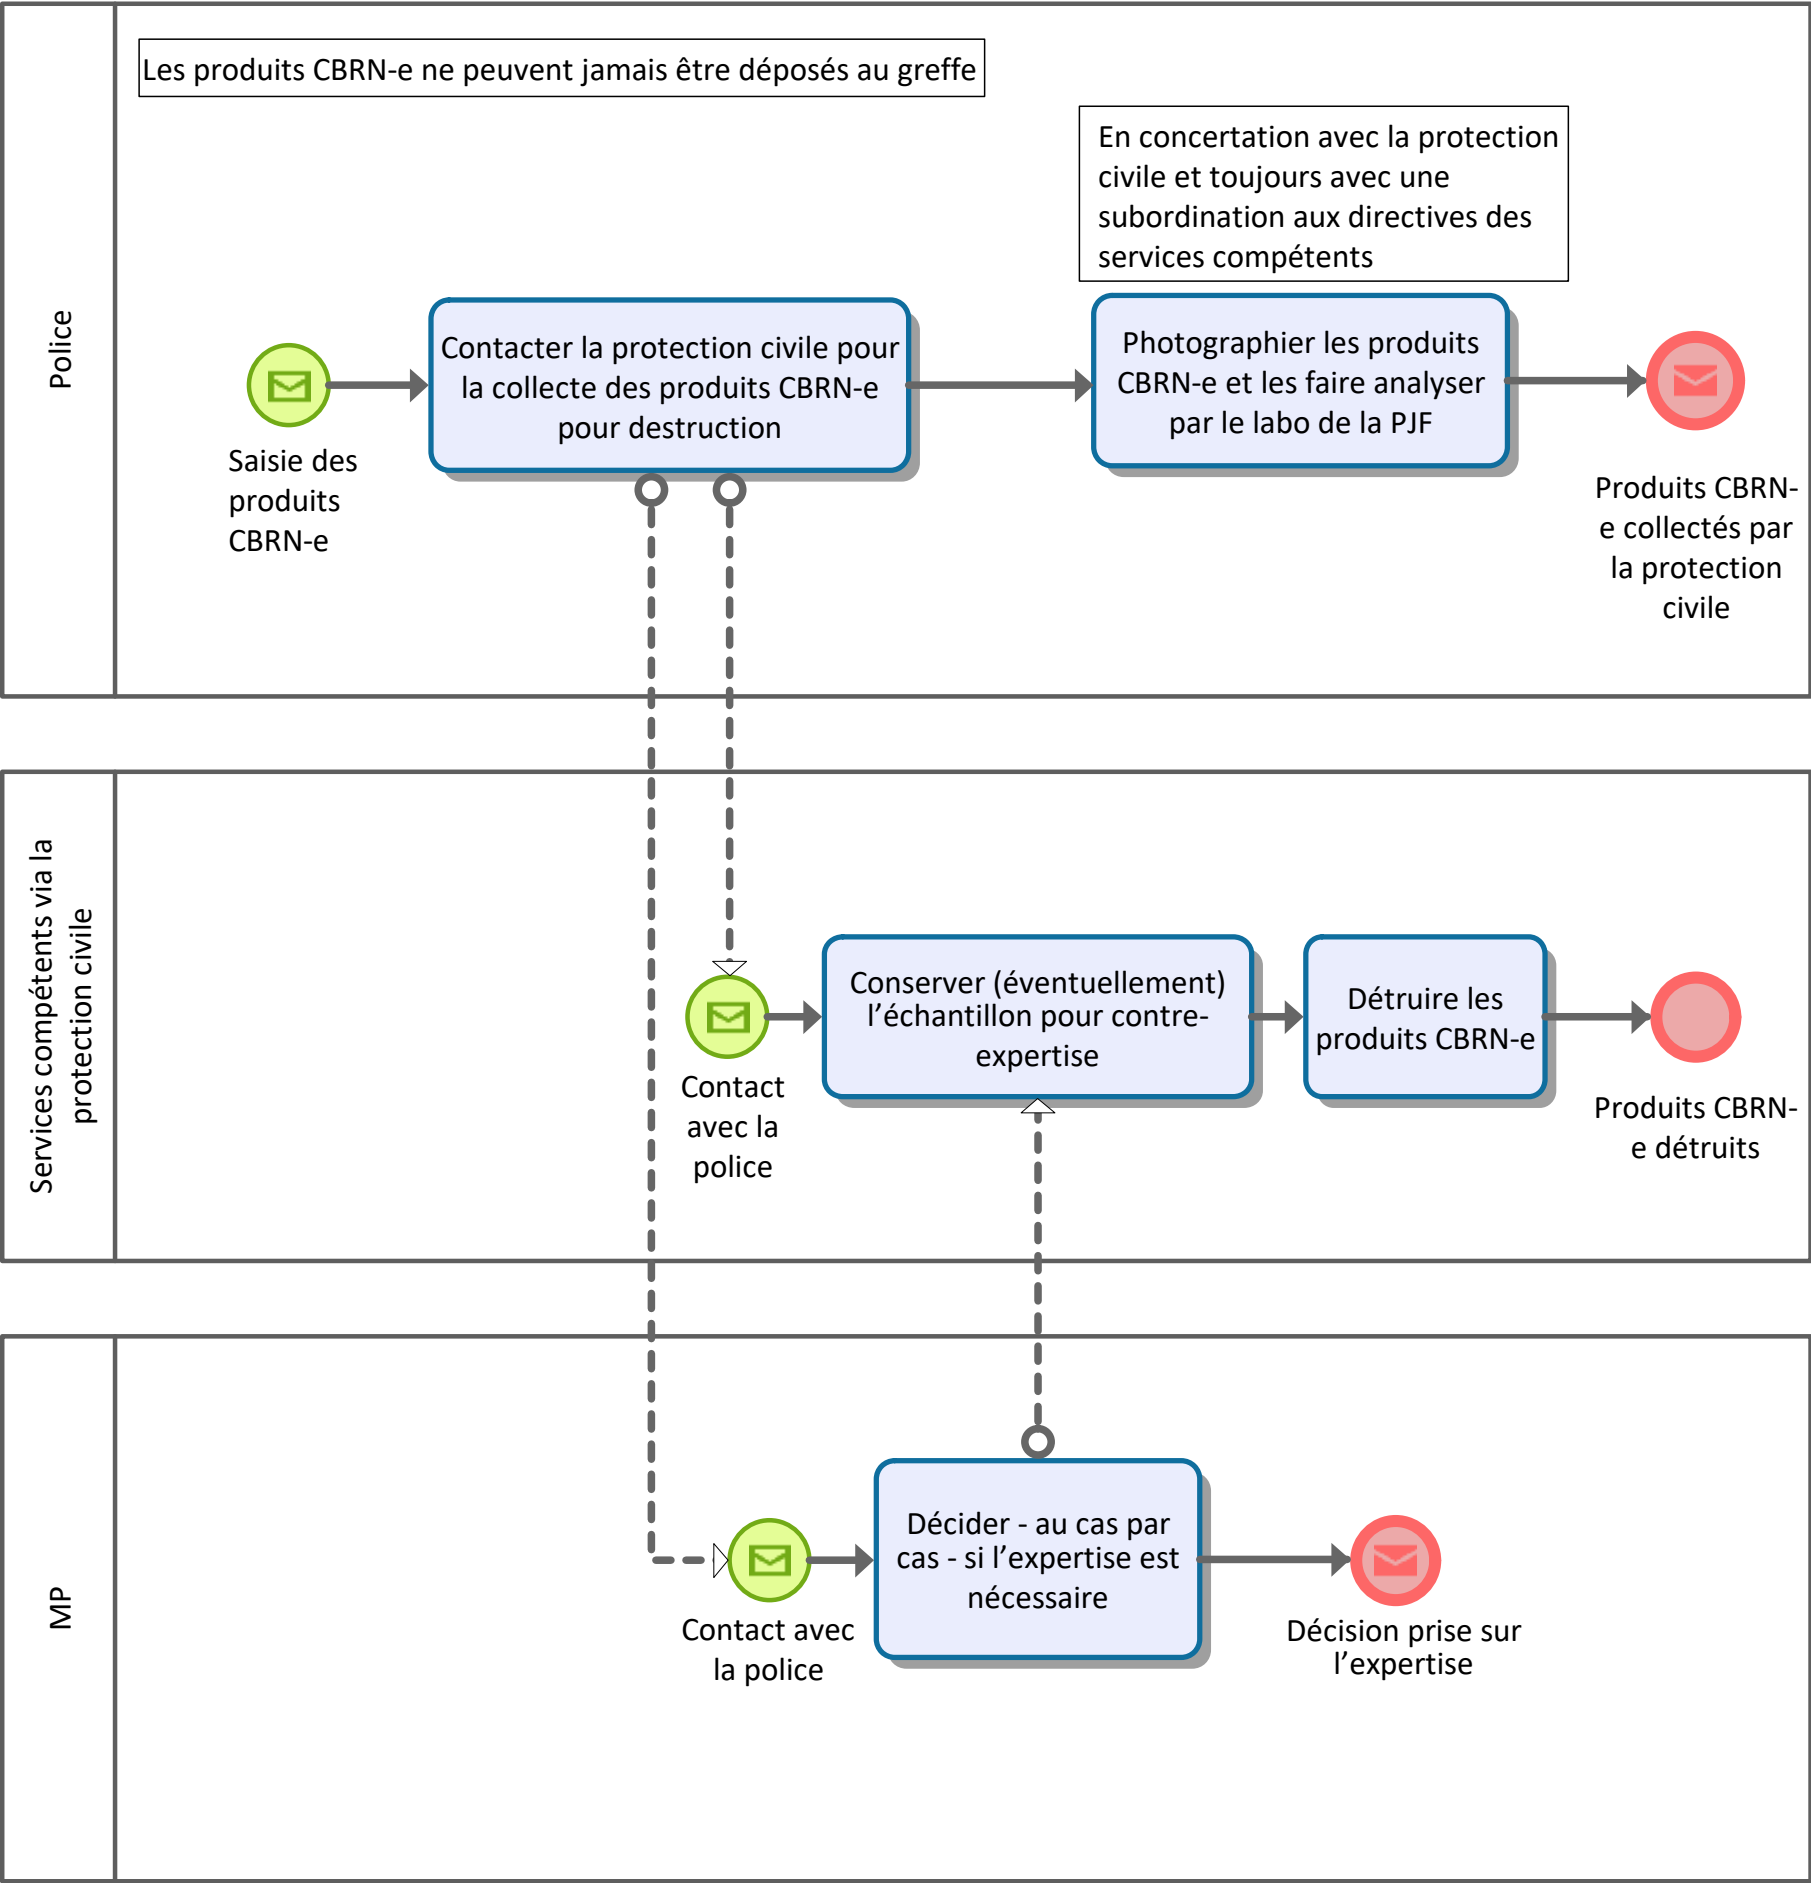 Police
Les produits CBRN-e ne peuvent jamais être déposés au greffe
En concertation avec la protection
civile et toujours avec une
subordination aux directives des
services compétents
Saisie des
produits
CBRN-e
Contacter la protection civile pour
la collecte des produits CBRN-e
pour destruction
Photographier les produits
CBRN-e et les faire analyser
par le labo de la PJF
Produits CBRN-
e collectés par
la protection
civile
Services compétents via la
protection civile
Contact
avec la
police
Conserver (éventuellement)
l’échantillon pour contre-
expertise
Détruire les
produits CBRN-e
Produits CBRN-
e détruits
MP
Contact avec
la police
Décider - au cas par
cas - si l’expertise est
nécessaire
Décision prise sur
l’expertise